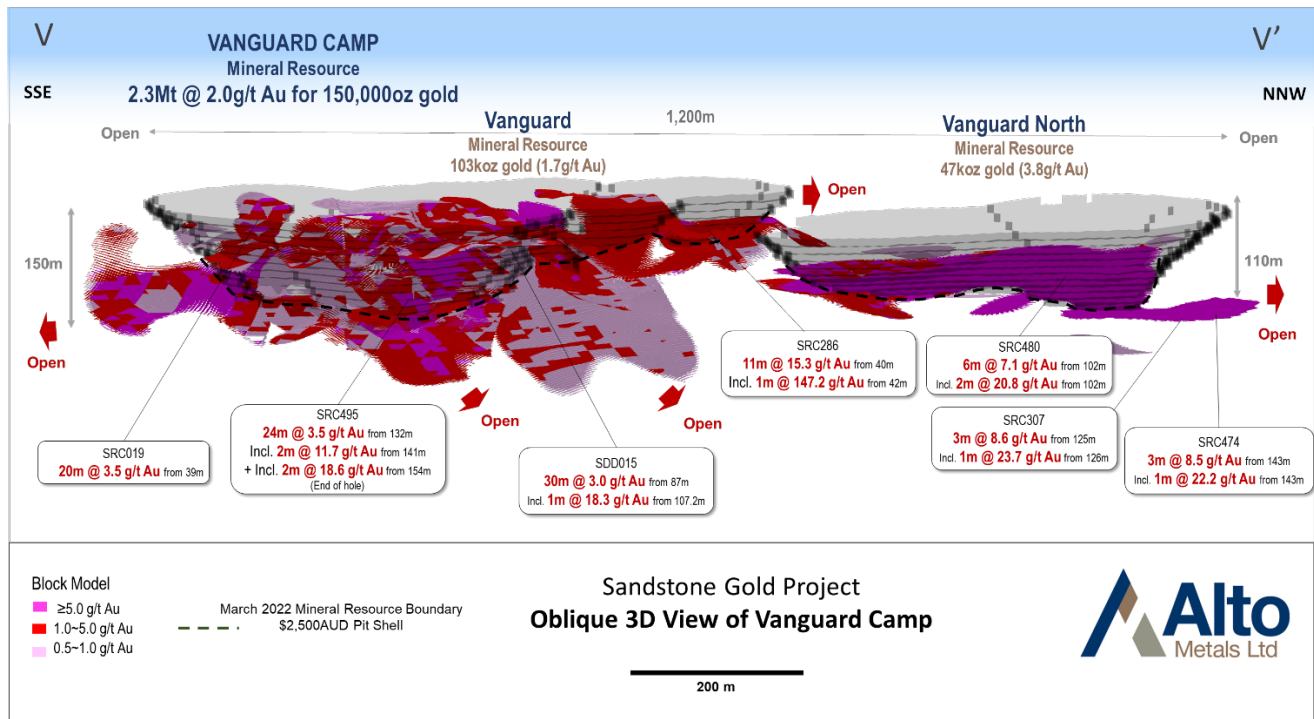 V
V'
VANGUARD CAMP
Mineral Resource
2.3Mt @ 2.0g/t Au for 150,000oz gold
SSE
NNW
Open
1,200m
Open
Vanguard
Mineral Resource
103koz gold (1.7g/t Au)
Vanguard North
Mineral Resource
47koz gold (3.8g/t Au)
Open
150m
110m
Open
Open
Open
Open
SRC019
20m @ 3.5 g/t Au from 39m
SRC495
24m @ 3.5 g/t Au from 132m
Incl. 2m @ 11.7 g/t Au from 141m
+ Incl. 2m @ 18.6 g/t Au from 154m
(End of hole)
SDD015
30m @ 3.0 g/t Au from 87m
Incl. 1m @ 18.3 g/t Au from 107.2m
SRC286
11m @ 15.3 g/t Au from 40m
Incl. 1m @ 147.2 g/t Au from 42m
SRC480
6m @ 7.1 g/t Au from 102m
Incl. 2m @ 20.8 g/t Au from 102m
SRC307
3m @ 8.6 g/t Au from 125m
Incl. 1m @ 23.7 g/t Au from 126m
SRC474
3m @ 8.5 g/t Au from 143m
Incl. 1m @ 22.2 g/t Au from 143m
Block Model
≥5.0 g/t Au
1.0~5.0 g/t Au
0.5~1.0 g/t Au
March 2022 Mineral Resource Boundary
$2,500AUD Pit Shell
Sandstone Gold Project
Oblique 3D View of Vanguard Camp
200 m
Alto
Metals Ltd